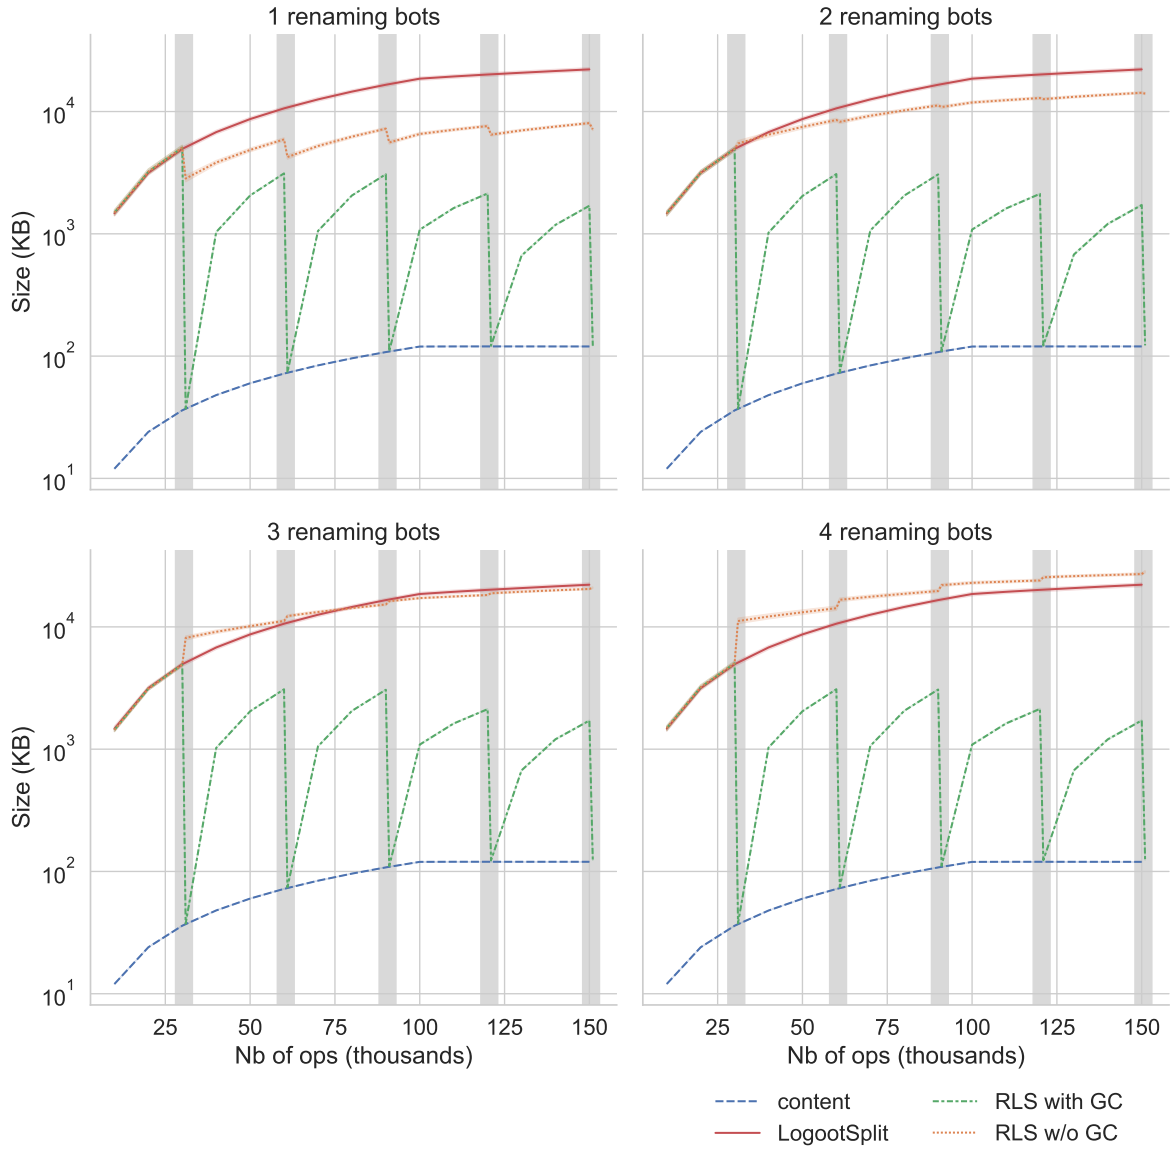 1 renaming bots
2 renaming bots
Size (KB)
10^4
10^3
10^2
10^1
3 renaming bots
4 renaming bots
Size (KB)
10^4
10^3
10^2
10^1
25 50 75 100 125 150
25 50 75 100 125 150
Nb of ops (thousands)
Nb of ops (thousands)
content
RLS with GC
LogootSplit
RLS w/o GC